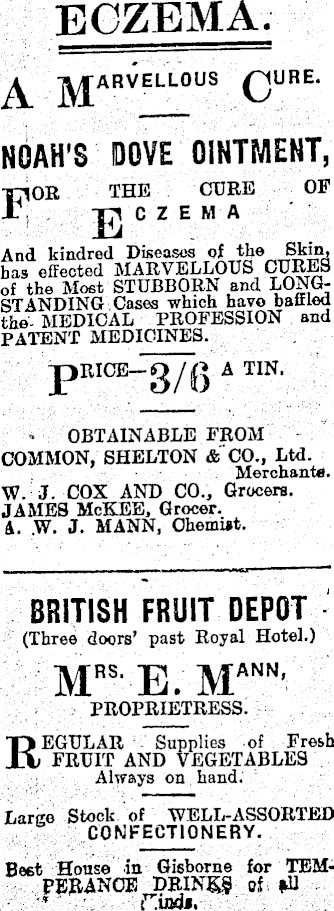 ECZEMA.
A MARVELLOUS CURE.
NOAH'S DOVE OINTMENT,
FOR THE CURE OF
ECZEMA
And kindred Diseases of the Skin,
has effected MARVELLOUS CURES
of the Most STUBBORN and LONG-
STANDING Cases which have baffled
the MEDICAL PROFESSION and
PATENT MEDICINES.
PRICE—3/6 A TIN.
OBTAINABLE FROM
COMMON, SHELTON & CO., Ltd.
Merchants.
W. J. COX AND CO., Grocers.
JAMES McKEE, Grocer.
A. W. J. MANN, Chemist.
BRITISH FRUIT DEPOT
(Three doors' past Royal Hotel.)
MRS. E. MANN,
PROPRIETRESS.
REGULAR Supplies of Fresh
FRUIT AND VEGETABLES
Always on hand.
Large Stock of WELL-ASSORTED
CONFECTIONERY.
Best House in Gisborne for TEM-
PERANCE DRINKS of all
Kinds.